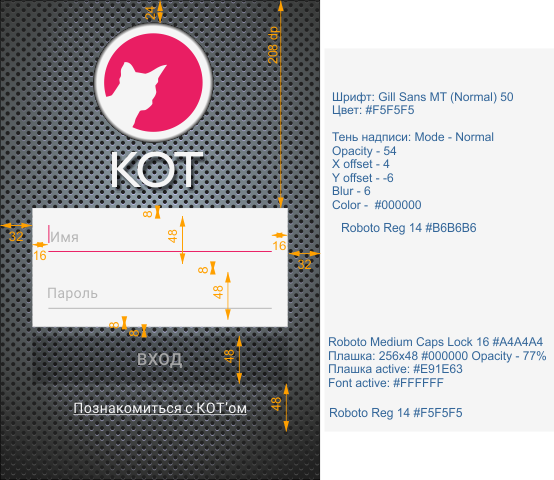 24
208 dp
КОТ
8
32
16
Имя
48
16
32
8
Пароль
48
8
8
ВХОД
48
Познакомиться с КОТ'ом
48
Шрифт: Gill Sans MT (Normal) 50
Цвет: #F5F5F5
Тень надписи: Mode - Normal
Opacity - 54
X offset - 4
Y offset - -6
Blur - 6
Color - #000000
Roboto Reg 14 #B6B6B6
Roboto Medium Caps Lock 16 #A4A4A4
Плашка: 256x48 #000000 Opacity - 77%
Плашка active: #E91E63
Font active: #FFFFFF
Roboto Reg 14 #F5F5F5